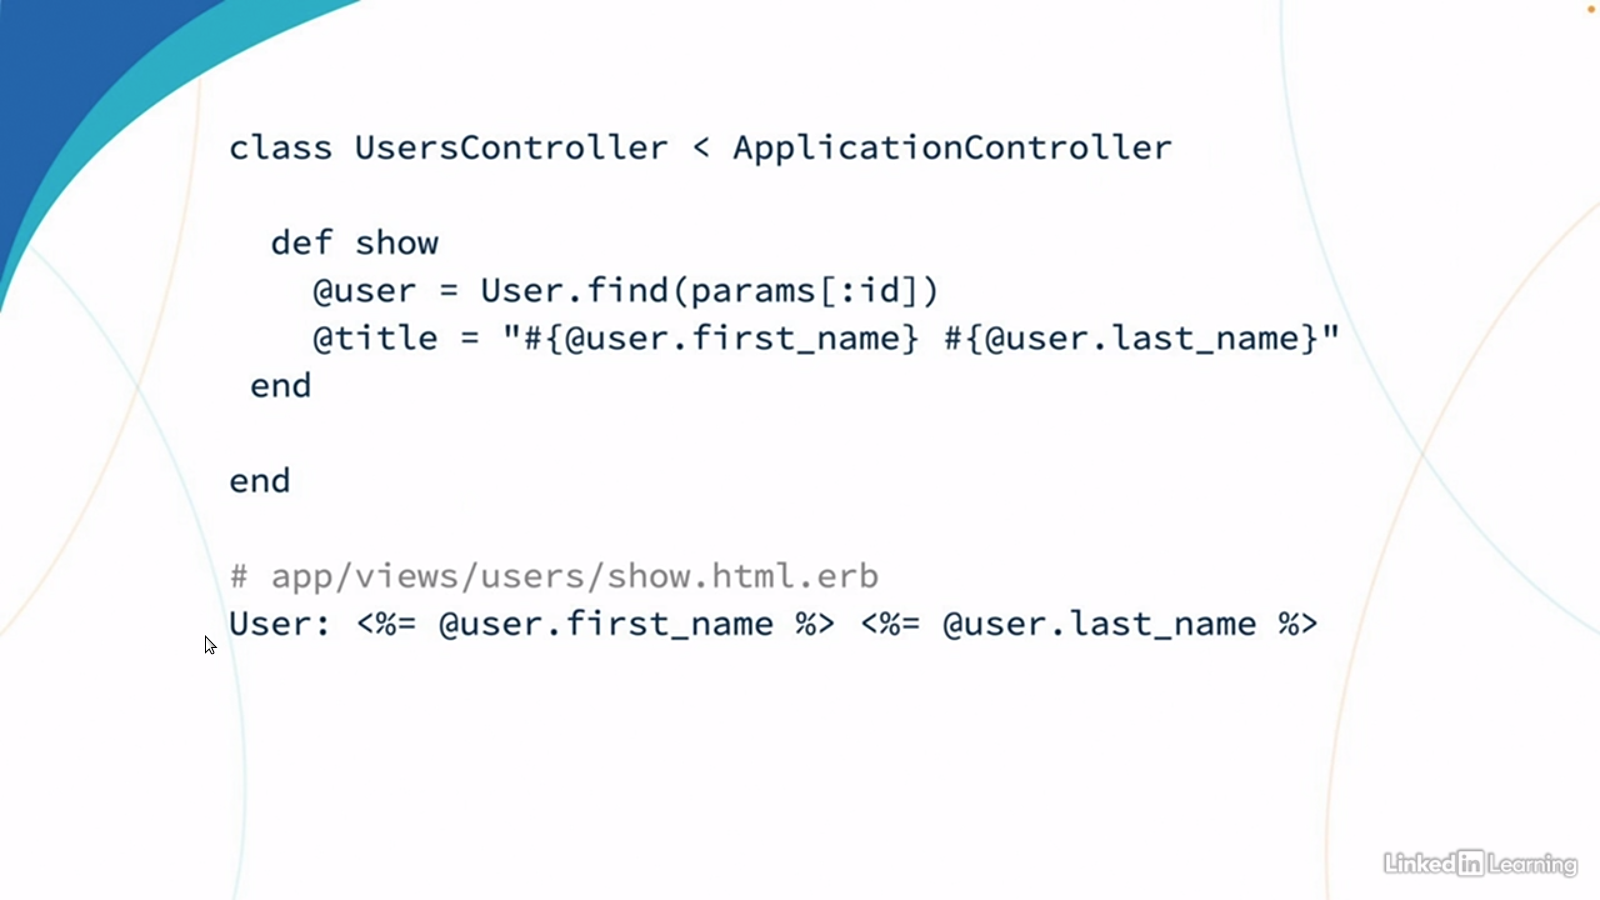 class UsersController < ApplicationController
def show
@user = User.find(params[:id])
@title = "#{@user.first_name} #{@user.last_name}"
end
end
# app/views/users/show.html.erb
User: <%= @user.first_name %> <%= @user.last_name %>
Linked in Learning